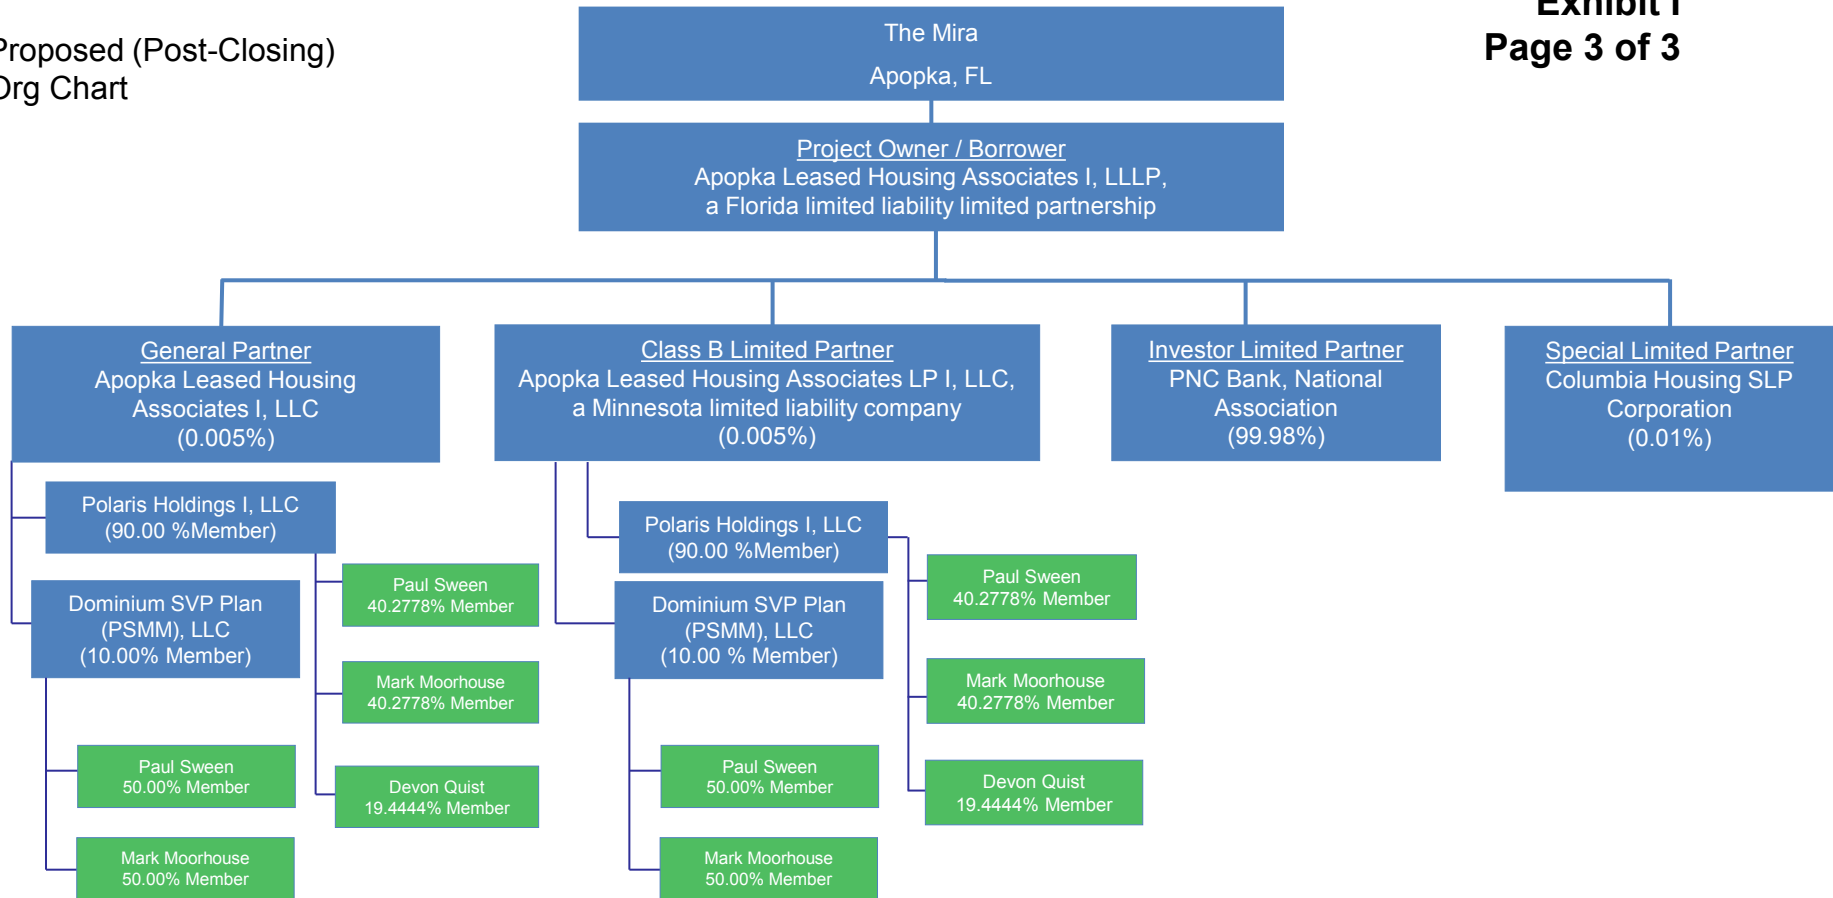 Proposed (Post-Closing)
Org Chart
Exhibit I
Page 3 of 3
The Mira
Apopka, FL
Project Owner / Borrower
Apopka Leased Housing Associates I, LLLP,
a Florida limited liability limited partnership
General Partner
Apopka Leased Housing
Associates I, LLC
(0.005%)
Class B Limited Partner
Apopka Leased Housing Associates LP I, LLC,
a Minnesota limited liability company
(0.005%)
Investor Limited Partner
PNC Bank, National
Association
(99.98%)
Special Limited Partner
Columbia Housing SLP
Corporation
(0.01%)
Polaris Holdings I, LLC
(90.00 %Member)
Paul Sween
40.2778% Member
Mark Moorhouse
40.2778% Member
Devon Quist
19.4444% Member
Dominium SVP Plan
(PSMM), LLC
(10.00% Member)
Paul Sween
50.00% Member
Mark Moorhouse
50.00% Member
Polaris Holdings I, LLC
(90.00 %Member)
Paul Sween
40.2778% Member
Mark Moorhouse
40.2778% Member
Devon Quist
19.4444% Member
Dominium SVP Plan
(PSMM), LLC
(10.00 % Member)
Paul Sween
50.00% Member
Mark Moorhouse
50.00% Member